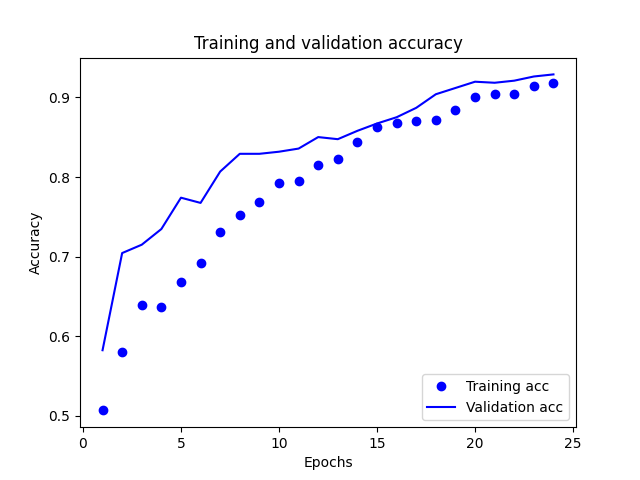 Training and validation accuracy
0.9
0.8
0.7
0.6
0.5
Accuracy
0
5
10
15
20
25
Epochs
Training acc
Validation acc